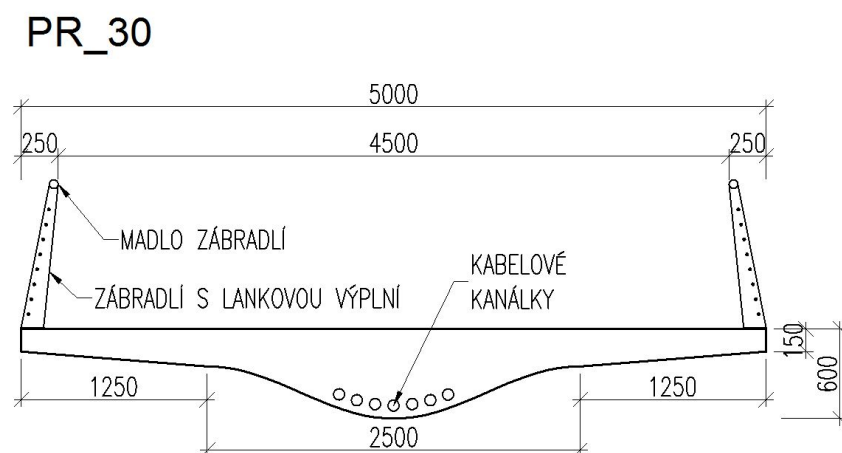 PR_30
5000
250
4500
250
MADLO ZÁBRADLÍ
KABELOVÉ
KANÁLKY
ZÁBRADLÍ S LANKOVOU VÝPLNÍ
150
600
1250
1250
2500